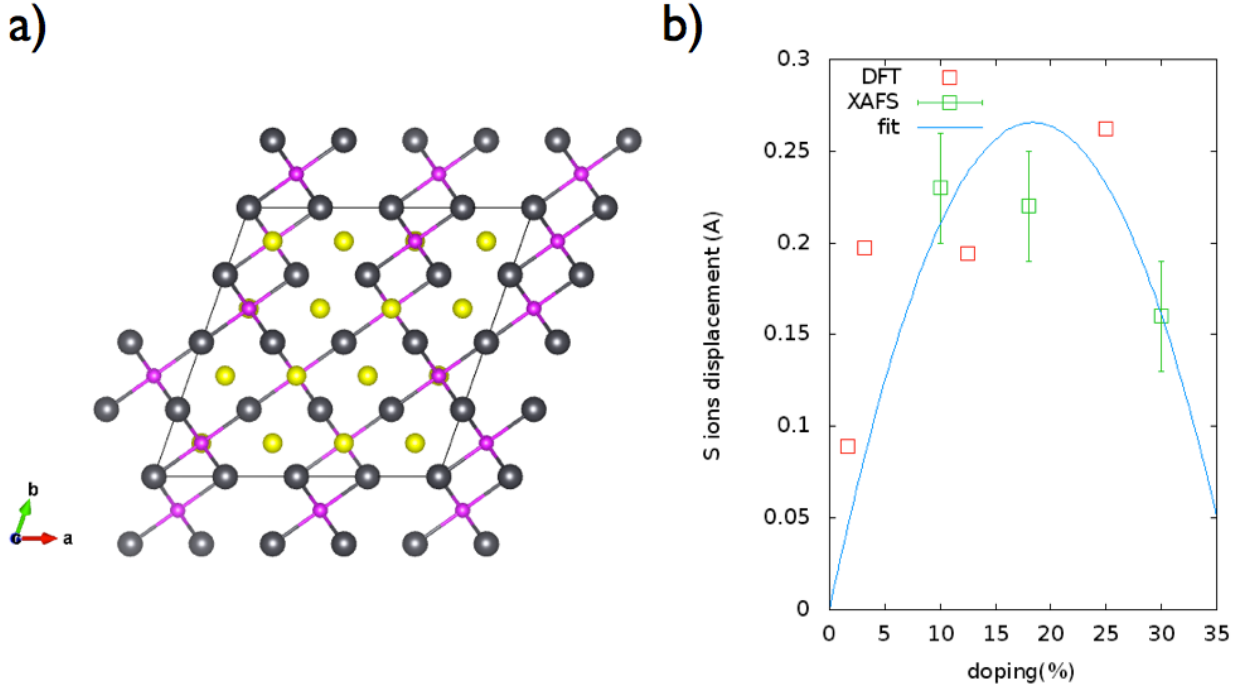 a)
b
c
a
b)
DFT
XAFS
fit
S ions displacement (A)
0.3
0.25
0.2
0.15
0.1
0.05
0
0 5 10 15 20 25 30 35
doping(%)